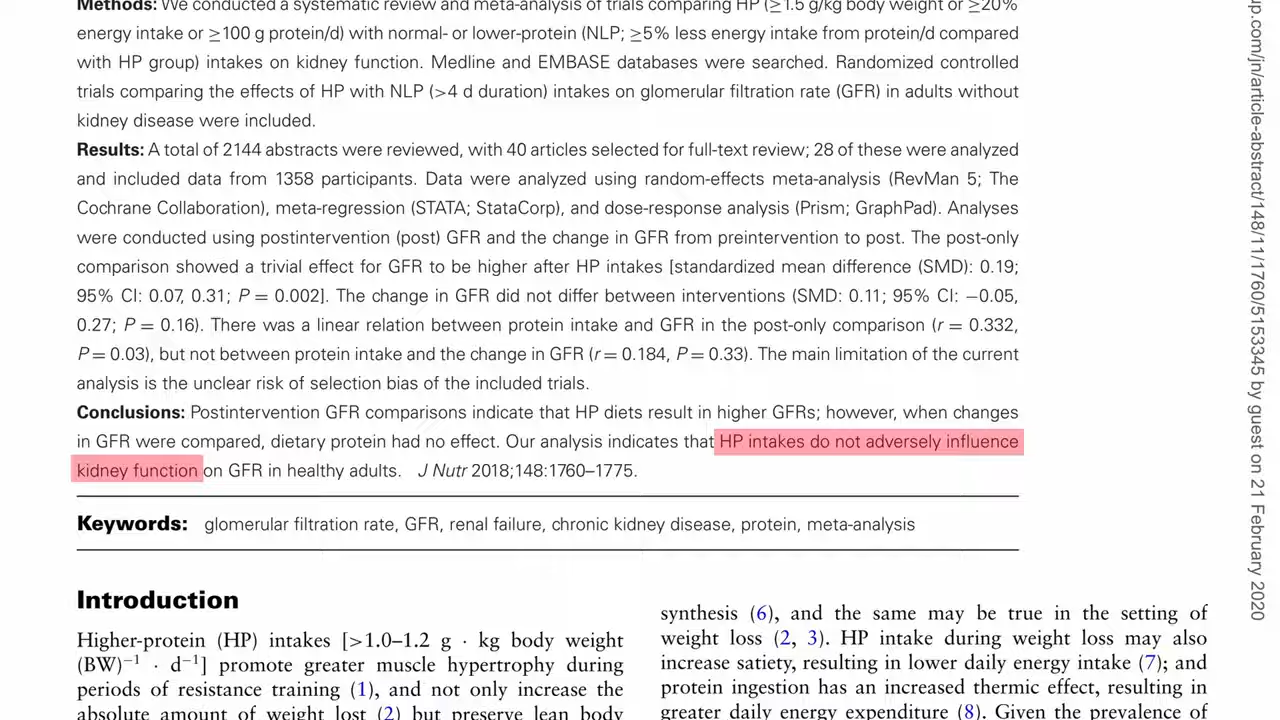 Methods: We conducted a systematic review and meta-analysis of trials comparing HP (≥1.5 g/kg body weight or ≥20%
energy intake or ≥100 g protein/d) with normal- or lower-protein (NLP; ≥5% less energy intake from protein/d compared
with HP group) intakes on kidney function. Medline and EMBASE databases were searched. Randomized controlled
trials comparing the effects of HP with NLP (>4 d duration) intakes on glomerular filtration rate (GFR) in adults without
kidney disease were included.
Results: A total of 2144 abstracts were reviewed, with 40 articles selected for full-text review; 28 of these were analyzed
and included data from 1358 participants. Data were analyzed using random-effects meta-analysis (RevMan 5; The
Cochrane Collaboration), meta-regression (STATA; StataCorp), and dose-response analysis (Prism; GraphPad). Analyses
were conducted using postintervention (post) GFR and the change in GFR from preintervention to post. The post-only
comparison showed a trivial effect for GFR to be higher after HP intakes [standardized mean difference (SMD): 0.19;
95% CI: 0.07, 0.31; P = 0.002]. The change in GFR did not differ between interventions (SMD: 0.11; 95% CI: −0.05,
0.27; P = 0.16). There was a linear relation between protein intake and GFR in the post-only comparison (r = 0.332,
P = 0.03), but not between protein intake and the change in GFR (r = 0.184, P = 0.33). The main limitation of the current
analysis is the unclear risk of selection bias of the included trials.
Conclusions: Postintervention GFR comparisons indicate that HP diets result in higher GFRs; however, when changes
in GFR were compared, dietary protein had no effect. Our analysis indicates that HP intakes do not adversely influence
kidney function on GFR in healthy adults. J Nutr 2018;148:1760–1775.
Keywords: glomerular filtration rate, GFR, renal failure, chronic kidney disease, protein, meta-analysis
Introduction
Higher-protein (HP) intakes [>1.0–1.2 g · kg body weight
(BW)−1 · d−1] promote greater muscle hypertrophy during
periods of resistance training (1), and not only increase the
absolute amount of weight lost (2) but preserve lean body
synthesis (6), and the same may be true in the setting of
weight loss (2, 3). HP intake during weight loss may also
increase satiety, resulting in lower daily energy intake (7); and
protein ingestion has an increased thermic effect, resulting in
greater daily energy expenditure (8). Given the prevalence of
up.com/jn/article-abstract/148/11/1760/5153345 by guest on 21 February 2020